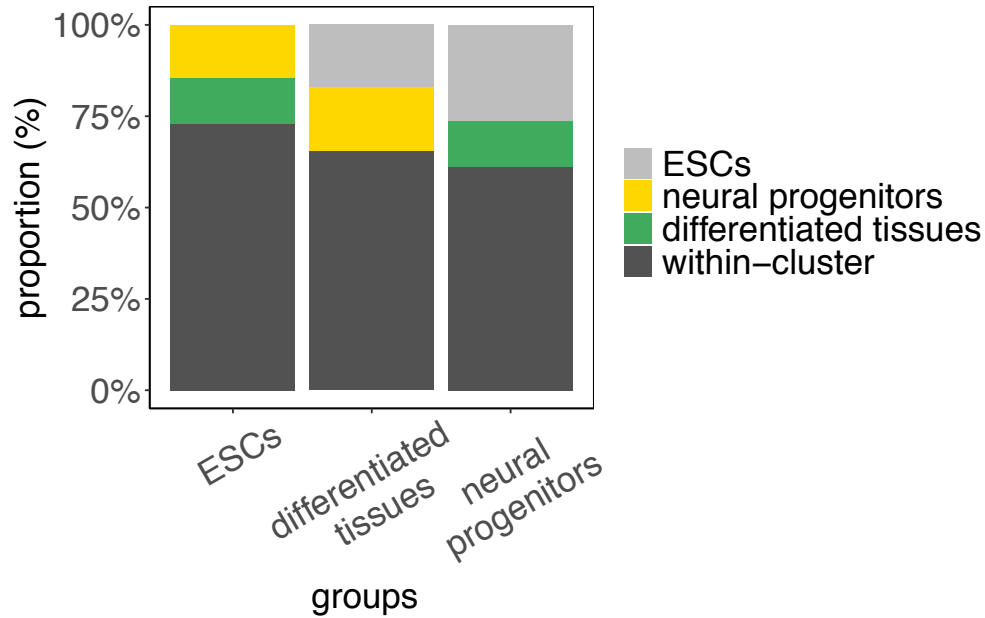 proportion (%)
100%
75%
50%
25%
0%
ESCs
differentiated
tissues
neural
progenitors
groups
ESCs
neural progenitors
differentiated tissues
within−cluster